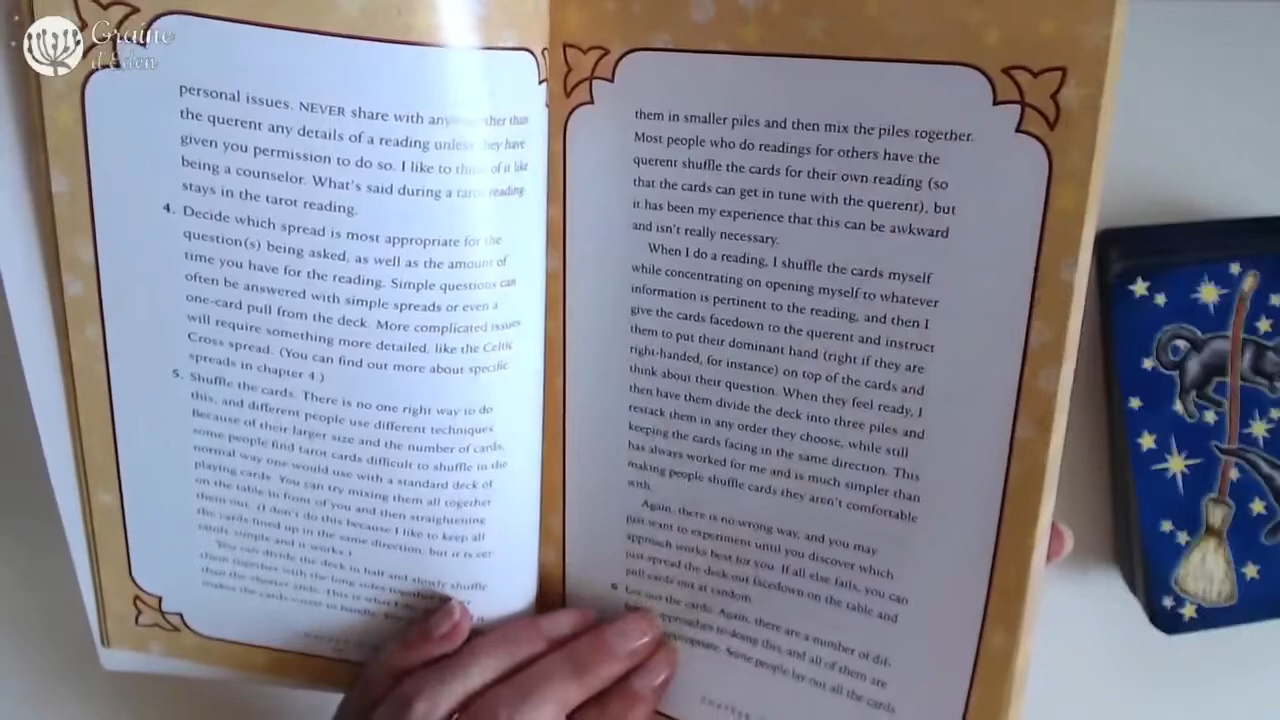 Graine
d'Eden
personal issues. NEVER share with any ther than
the querent any details of a reading unless they have
given you permission to do so. I like to think of it like
being a counselor. What's said during a tarot reading
stays in the tarot reading.
4. Decide which spread is most appropriate for the
question(s) being asked, as well as the amount of
time you have for the reading. Simple questions can
often be answered with simple spreads or even a
one-card pull from the deck. More complicated issues
will require something more detailed, like the Celtic
Cross spread. (You can find out more about specific
spreads in chapter 4.)
5. Shuffle the cards. There is no one right way to do
this, and different people use different techniques.
Because of their larger size and the number of cards,
some people find tarot cards difficult to shuffle in the
normal way one would use with a standard deck of
playing cards. You can try mixing them all together
on the table in front of you and then straightening
them out. (I don't do this because I like to keep all
the cards lined up in the same direction, but it is cer
tainly simple and it works.)
You can divide the deck in half and slowly shuffle
them together with the long sides together
than the shorter ends. This is what I
makes the cards easier to handle.
them in smaller piles and then mix the piles together.
Most people who do readings for others have the
querent shuffle the cards for their own reading (so
that the cards can get in tune with the querent), but
it has been my experience that this can be awkward
and isn't really necessary.
When I do a reading, I shuffle the cards myself
while concentrating on opening myself to whatever
information is pertinent to the reading, and then I
give the cards facedown to the querent and instruct
them to put their dominant hand (right if they are
right-handed, for instance) on top of the cards and
think about their question. When they feel ready, I
then have them divide the deck into three piles and
restack them in any order they choose, while still
keeping the cards facing in the same direction. This
has always worked for me and is much simpler than
making people shuffle cards they aren't comfortable
with.
Again, there is no wrong way, and you may
just want to experiment until you discover which
approach works best for you. If all else fails, you can
just spread the deck out facedown on the table and
pull cards out at random.
6. Lay out the cards. Again, there are a number of dif-
approaches to doing this, and all of them are
appropriate. Some people lay out all the cards
CHAPTER